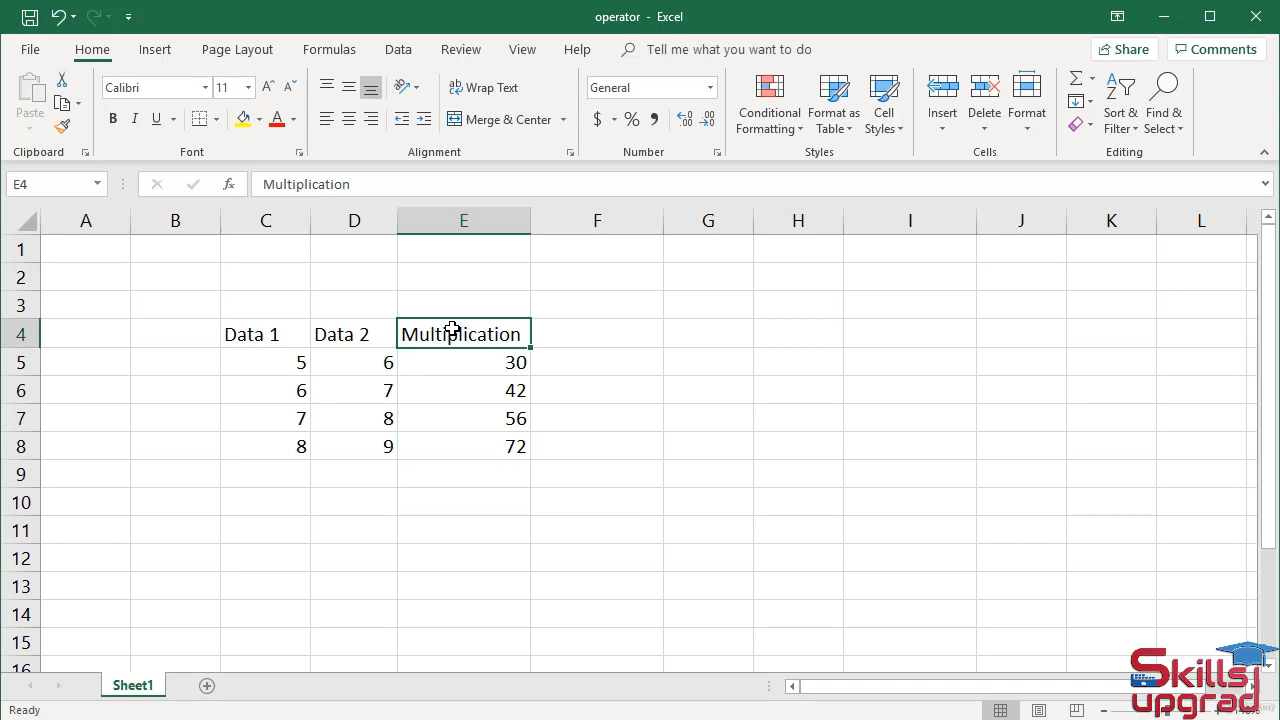 operator - Excel
File Home Insert Page Layout Formulas Data Review View Help Tell me what you want to do Share Comments
Paste
Clipboard
Calibri 11
B I U
Font
Wrap Text
Merge & Center
Alignment
General
$ % ,
Number
Conditional Formatting
Format as Table
Cell Styles
Styles
Insert Delete Format
Cells
Sort & Filter
Find & Select
Editing
E4 fx Multiplication
A B C D E F G H I J K L
1
2
3
4 Data 1 Data 2 Multiplication
5 5 6 30
6 6 7 42
7 7 8 56
8 8 9 72
9
10
11
12
13
14
15
16
Sheet1
Ready
Skills
upgrad